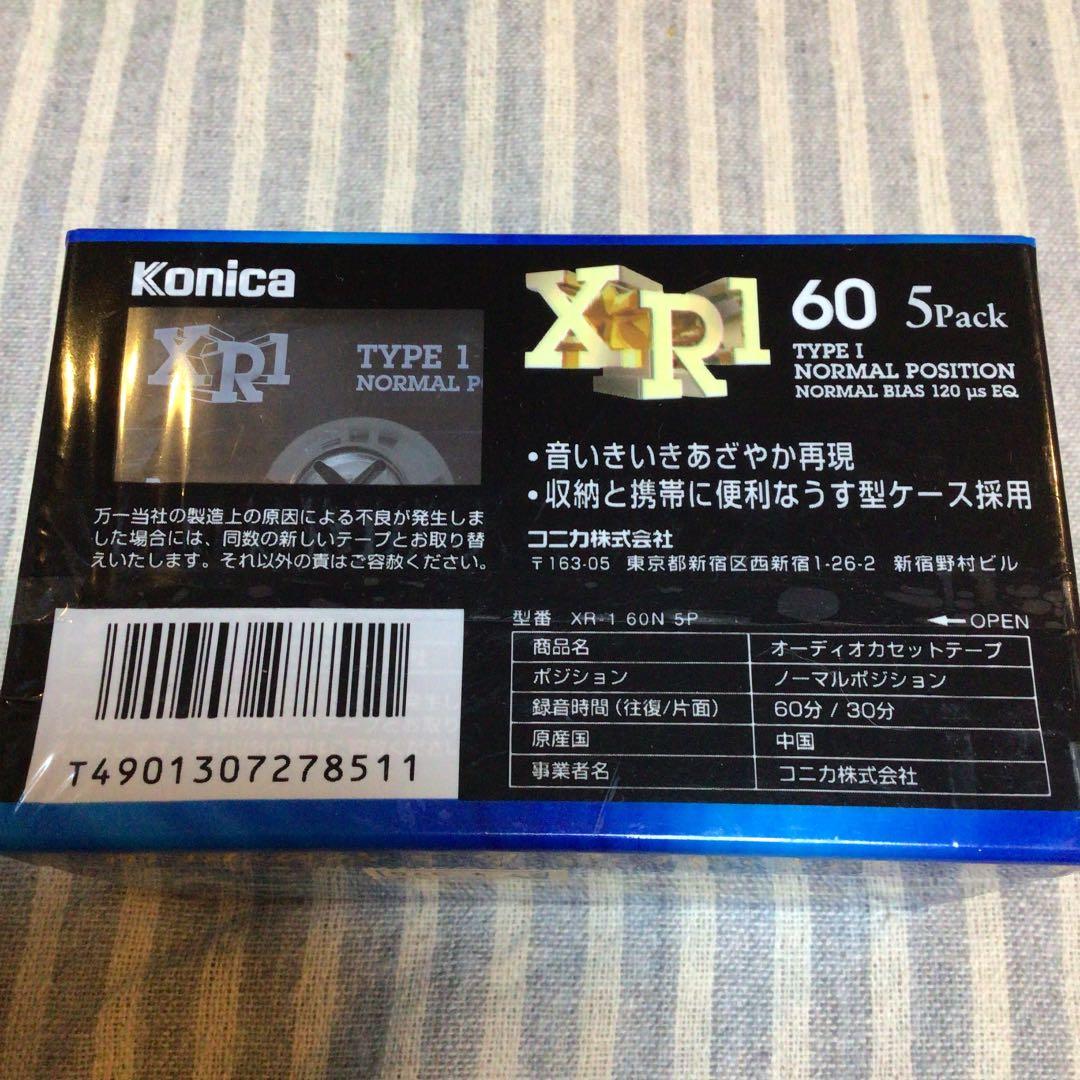 Konica
XR1
TYPE 1
NORMAL P
XR1 60 5Pack
TYPE I
NORMAL POSITION
NORMAL BIAS 120 μs EQ
•音いきいきあざやか再現
•収納と携帯に便利なうす型ケース採用
万一当社の製造上の原因による不良が発生しま
した場合には、同数の新しいテープとお取り替
えいたします。それ以外の責はご容赦ください。
コニカ株式会社
〒163-05 東京都新宿区西新宿1-26-2 新宿野村ビル
型番 XR-1 60N 5P ←OPEN
商品名 オーディオカセットテープ
ポジション ノーマルポジション
録音時間(往復/片面) 60分/30分
原産国 中国
事業者名 コニカ株式会社
T4901307278511